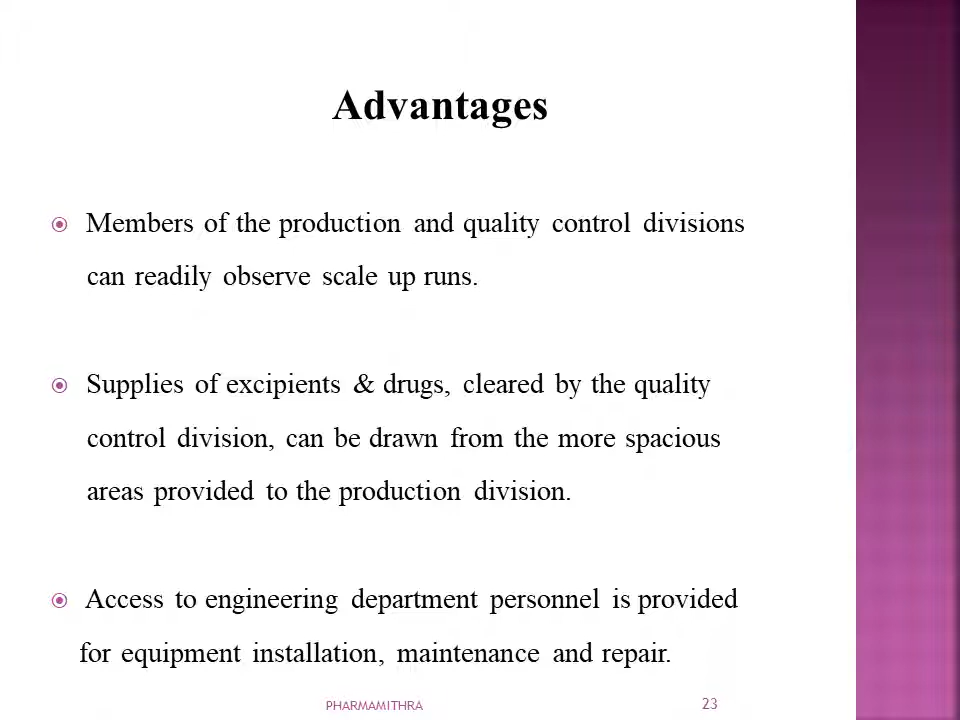 Advantages
Members of the production and quality control divisions
can readily observe scale up runs.
Supplies of excipients & drugs, cleared by the quality
control division, can be drawn from the more spacious
areas provided to the production division.
Access to engineering department personnel is provided
for equipment installation, maintenance and repair.
PHARMAMITHRA
23